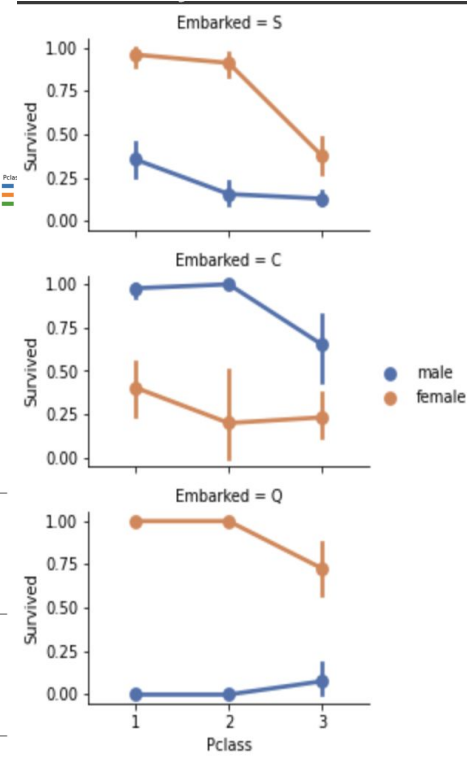 Embarked = S
1.00
0.75
0.50
0.25
0.00
Survived
Embarked = C
1.00
0.75
0.50
0.25
0.00
Survived
male
female
Embarked = Q
1.00
0.75
0.50
0.25
0.00
Survived
1 2 3
Pclass